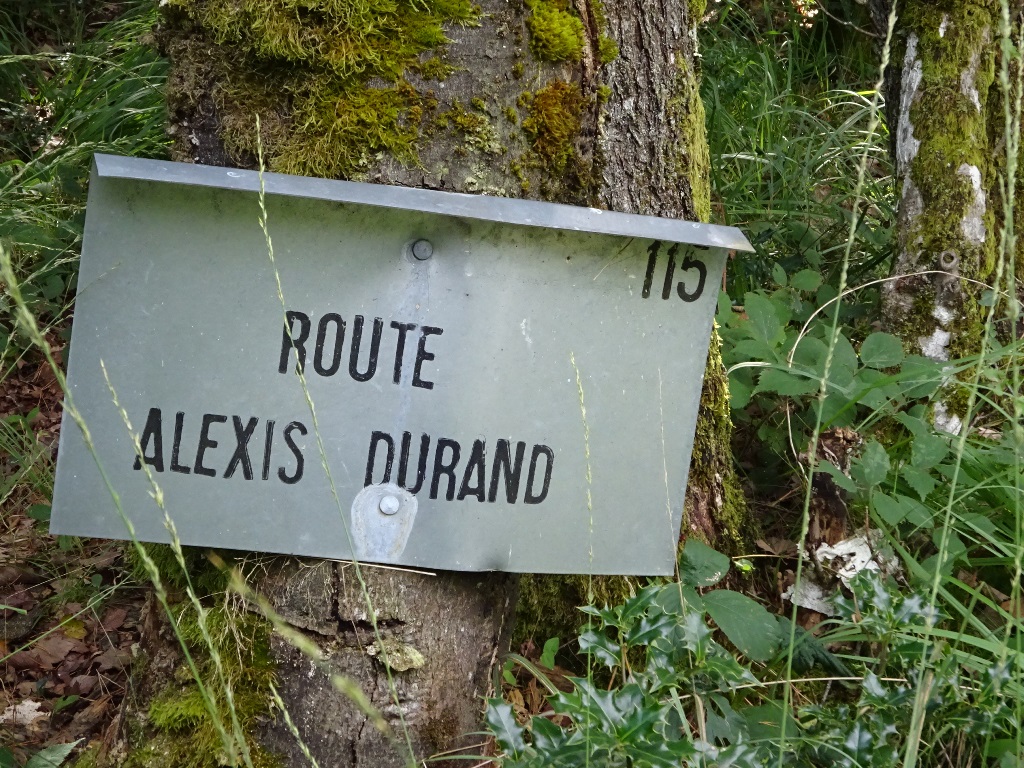 115
ROUTE
ALEXIS DURAND